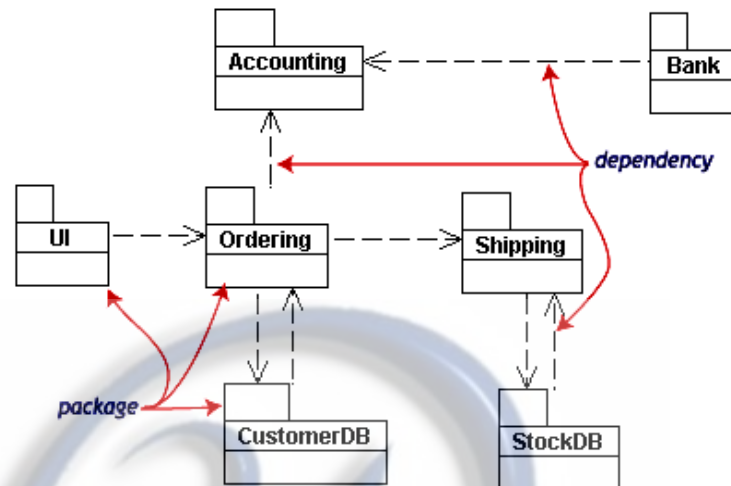 Accounting
Bank
dependency
UI
Ordering
Shipping
package
CustomerDB
StockDB